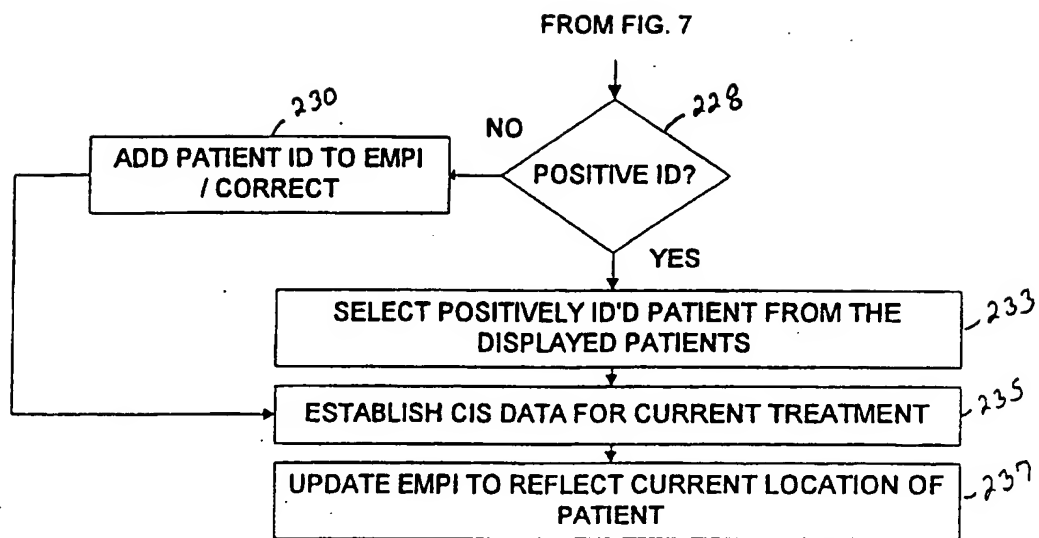 FROM FIG. 7
228
POSITIVE ID?
NO
230
ADD PATIENT ID TO EMPI
/ CORRECT
YES
SELECT POSITIVELY ID'D PATIENT FROM THE
DISPLAYED PATIENTS
233
ESTABLISH CIS DATA FOR CURRENT TREATMENT
235
UPDATE EMPI TO REFLECT CURRENT LOCATION OF
PATIENT
237